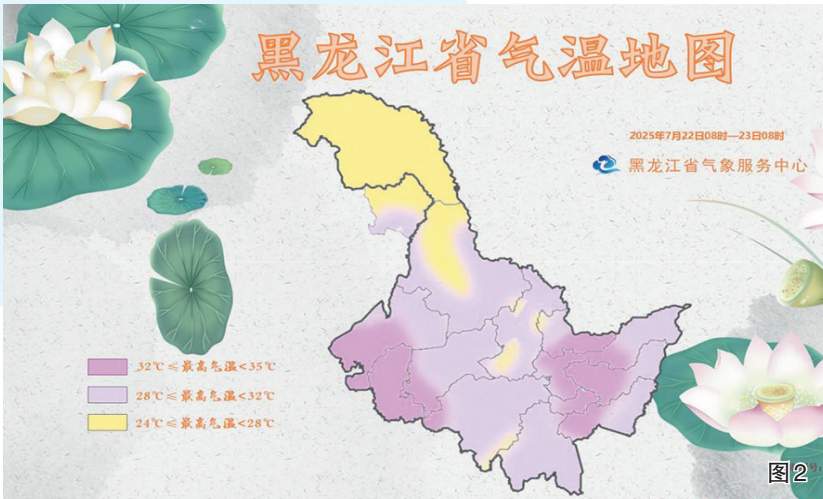 黑龙江省气温地图
2025年7月22日08时—23日08时
黑龙江省气象服务中心
32℃≤最高气温<35℃
28℃≤最高气温<32℃
24℃≤最高气温<28℃
图2